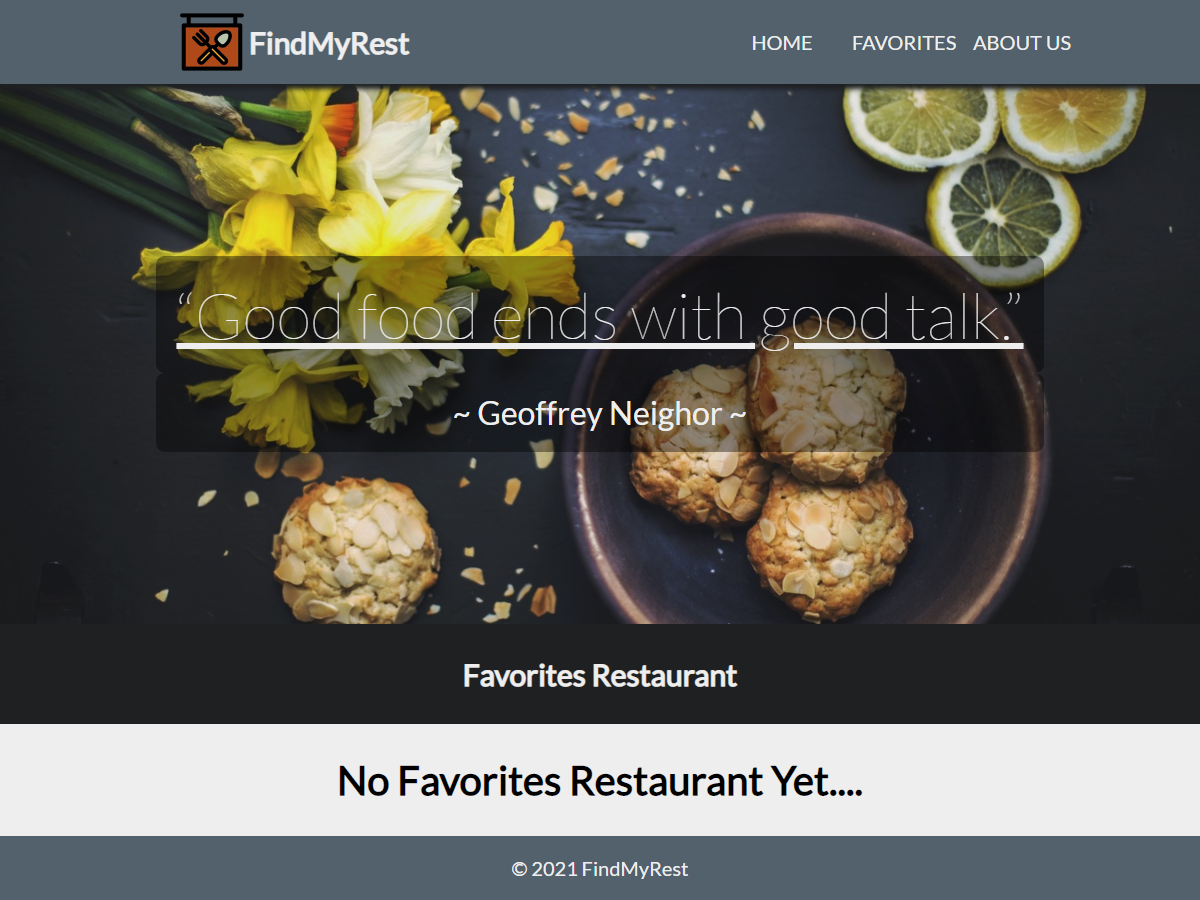 FindMyRest
HOME FAVORITES ABOUT US
“Good food ends with good talk.”
~ Geoffrey Neighor ~
Favorites Restaurant
No Favorites Restaurant Yet....
© 2021 FindMyRest